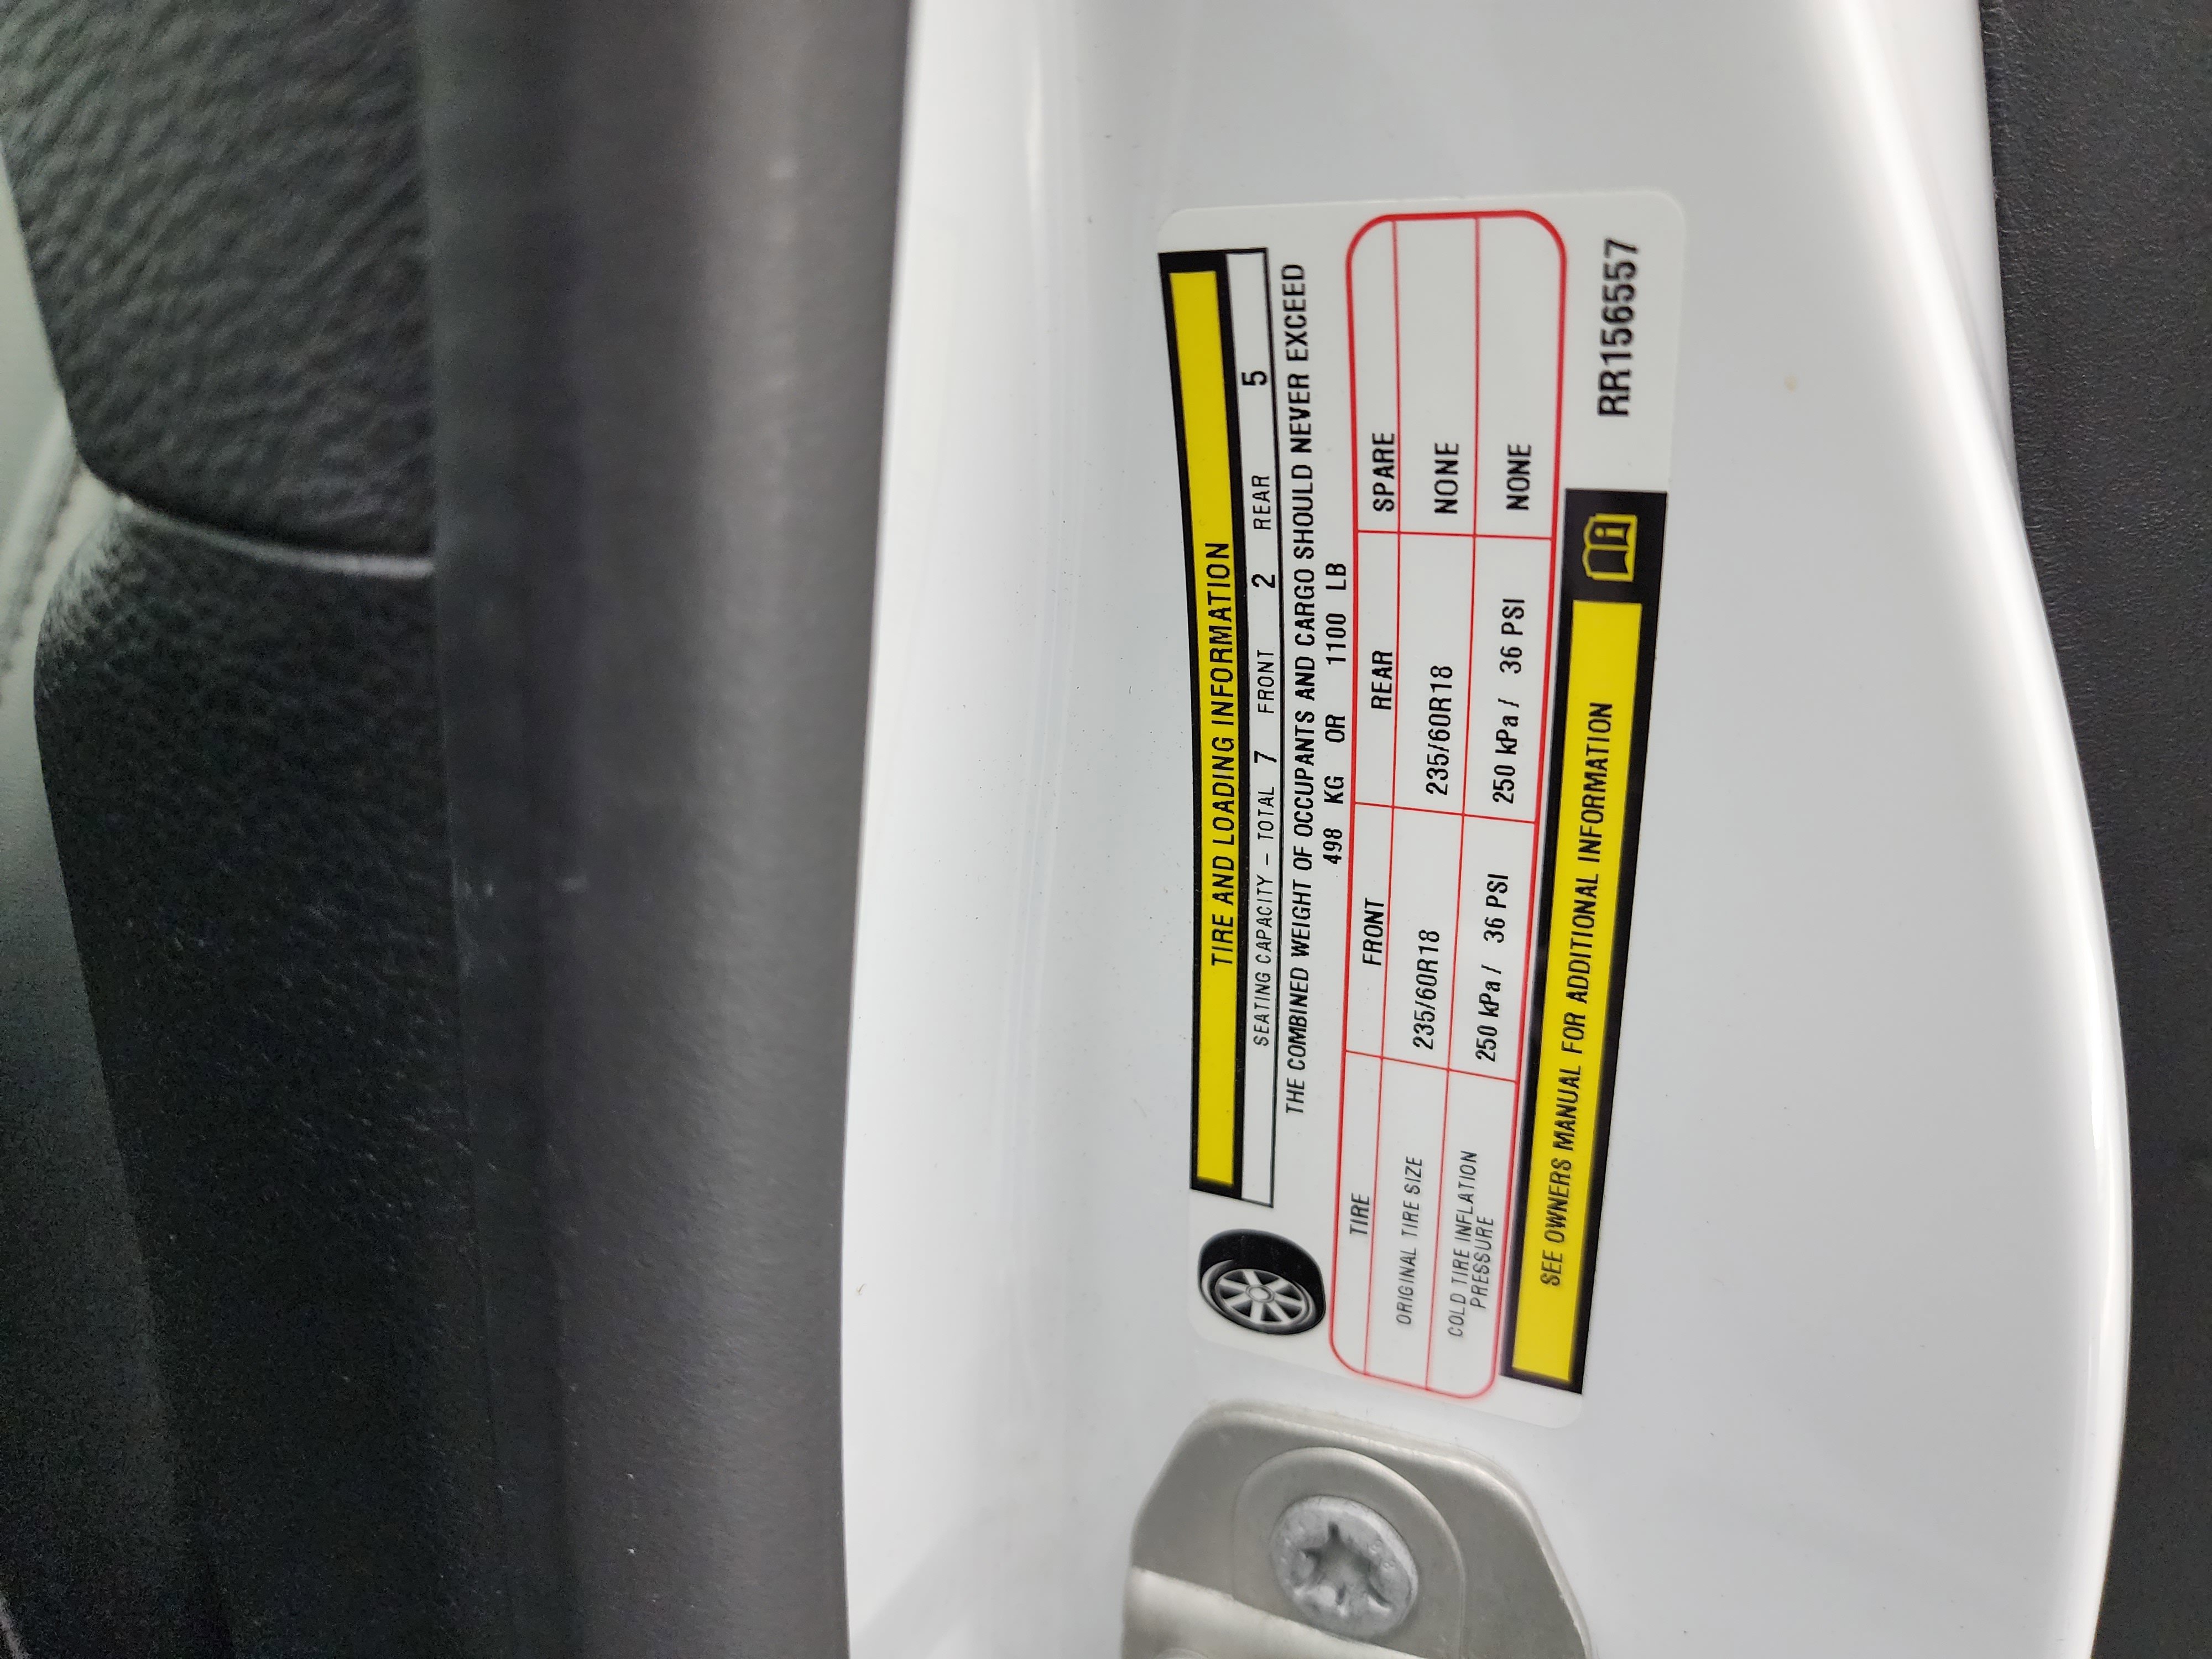 TIRE AND LOADING INFORMATION
SEATING CAPACITY - TOTAL 7 FRONT 2 REAR 5
THE COMBINED WEIGHT OF OCCUPANTS AND CARGO SHOULD NEVER EXCEED
498 KG OR 1100 LB
TIRE FRONT REAR SPARE
ORIGINAL TIRE SIZE 235/60R18 235/60R18 NONE
COLD TIRE INFLATION
PRESSURE 250 kPa / 36 PSI 250 kPa / 36 PSI NONE
SEE OWNERS MANUAL FOR ADDITIONAL INFORMATION
RR156557